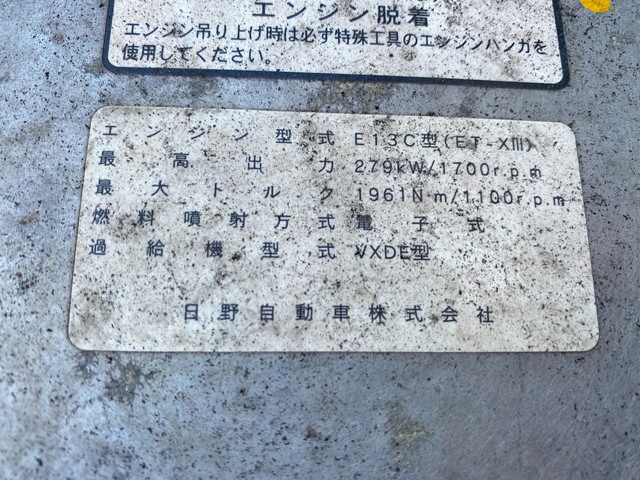 エンジン脱着
エンジン吊り上げ時は必ず特殊工具のエンジンハンガを
使用してください。
エンジン型式 E13C型(ET-XⅢ)
最高出力 279kW/1700r.p.m
最大トルク 1961N m/1100r.p.m
燃料噴射方式 電子式
過給機型式 VXDE型
日野自動車株式会社